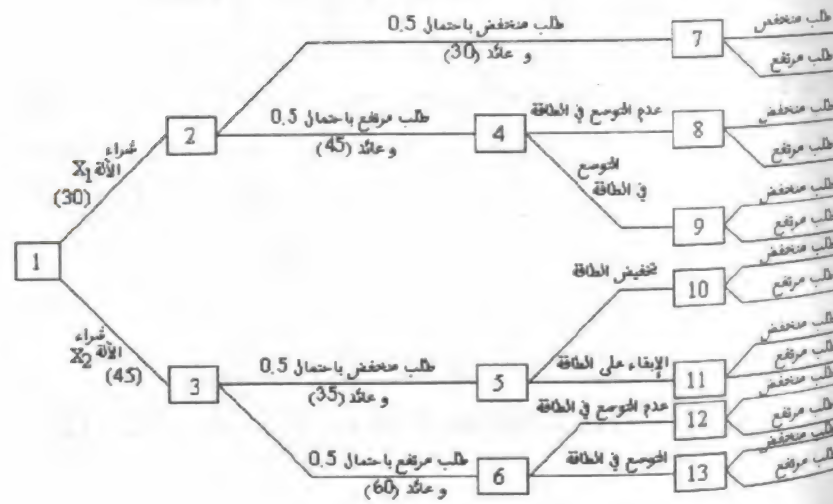 طلب منخفض باحتمال 0.5
و عائد (30)
7
طلب منخفض
طلب مرتفع
2
طلب مرتفع باحتمال 0.5
و عائد (45)
4
عدم التوسع في الطاقة
8
طلب منخفض
طلب مرتفع
شراء
الألة X1
(30)
التوسع
في الطاقة
9
طلب منخفض
طلب مرتفع
1
تخفيض الطاقة
10
طلب منخفض
طلب مرتفع
شراء
الألة X2
(45)
3
طلب منخفض باحتمال 0.5
و عائد (35)
5
الإبقاء على الطاقة
11
طلب منخفض
طلب مرتفع
عدم التوسع في الطاقة
12
طلب منخفض
طلب مرتفع
طلب مرتفع باحتمال 0.5
و عائد (60)
6
التوسع في الطاقة
13
طلب منخفض
طلب مرتفع